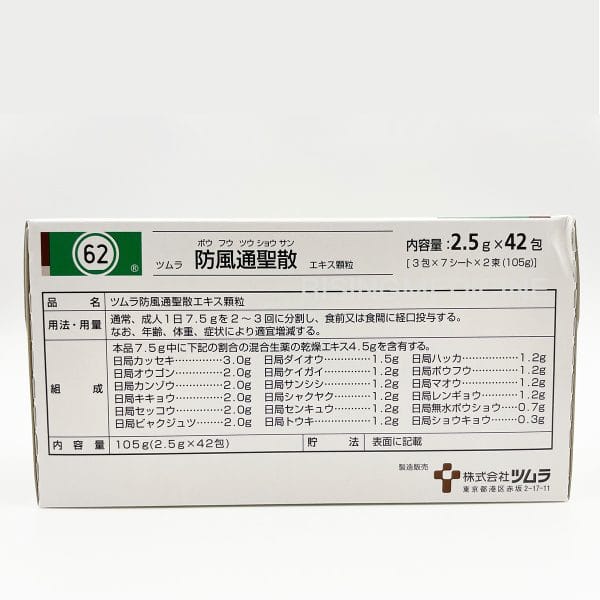 62
®
ボウ フウ ツウ ショウ サン
ツムラ 防風通聖散 エキス顆粒
内容量:2.5g×42包
[3包×7シート×2束(105g)]
品名 ツムラ防風通聖散エキス顆粒
用法・用量 通常、成人1日7.5gを2～3回に分割し、食前又は食間に経口投与する。
なお、年齢、体重、症状により適宜増減する。
組成 本品7.5g中に下記の割合の混合生薬の乾燥エキス4.5gを含有する。
日局カッセキ………3.0g 日局ダイオウ………1.5g 日局ハッカ…………1.2g
日局オウゴン………2.0g 日局ケイガイ………1.2g 日局ボウフウ………1.2g
日局カンゾウ………2.0g 日局サンシシ………1.2g 日局マオウ…………1.2g
日局キキョウ………2.0g 日局シャクヤク……1.2g 日局レンギョウ……1.2g
日局セッコウ………2.0g 日局センキュウ……1.2g 日局無水ボウショウ…0.7g
日局ビャクジュツ…2.0g 日局トウキ…………1.2g 日局ショウキョウ…0.3g
内容量 105g(2.5g×42包) 貯法 表面に記載
製造販売
株式会社ツムラ
東京都港区赤坂2-17-11